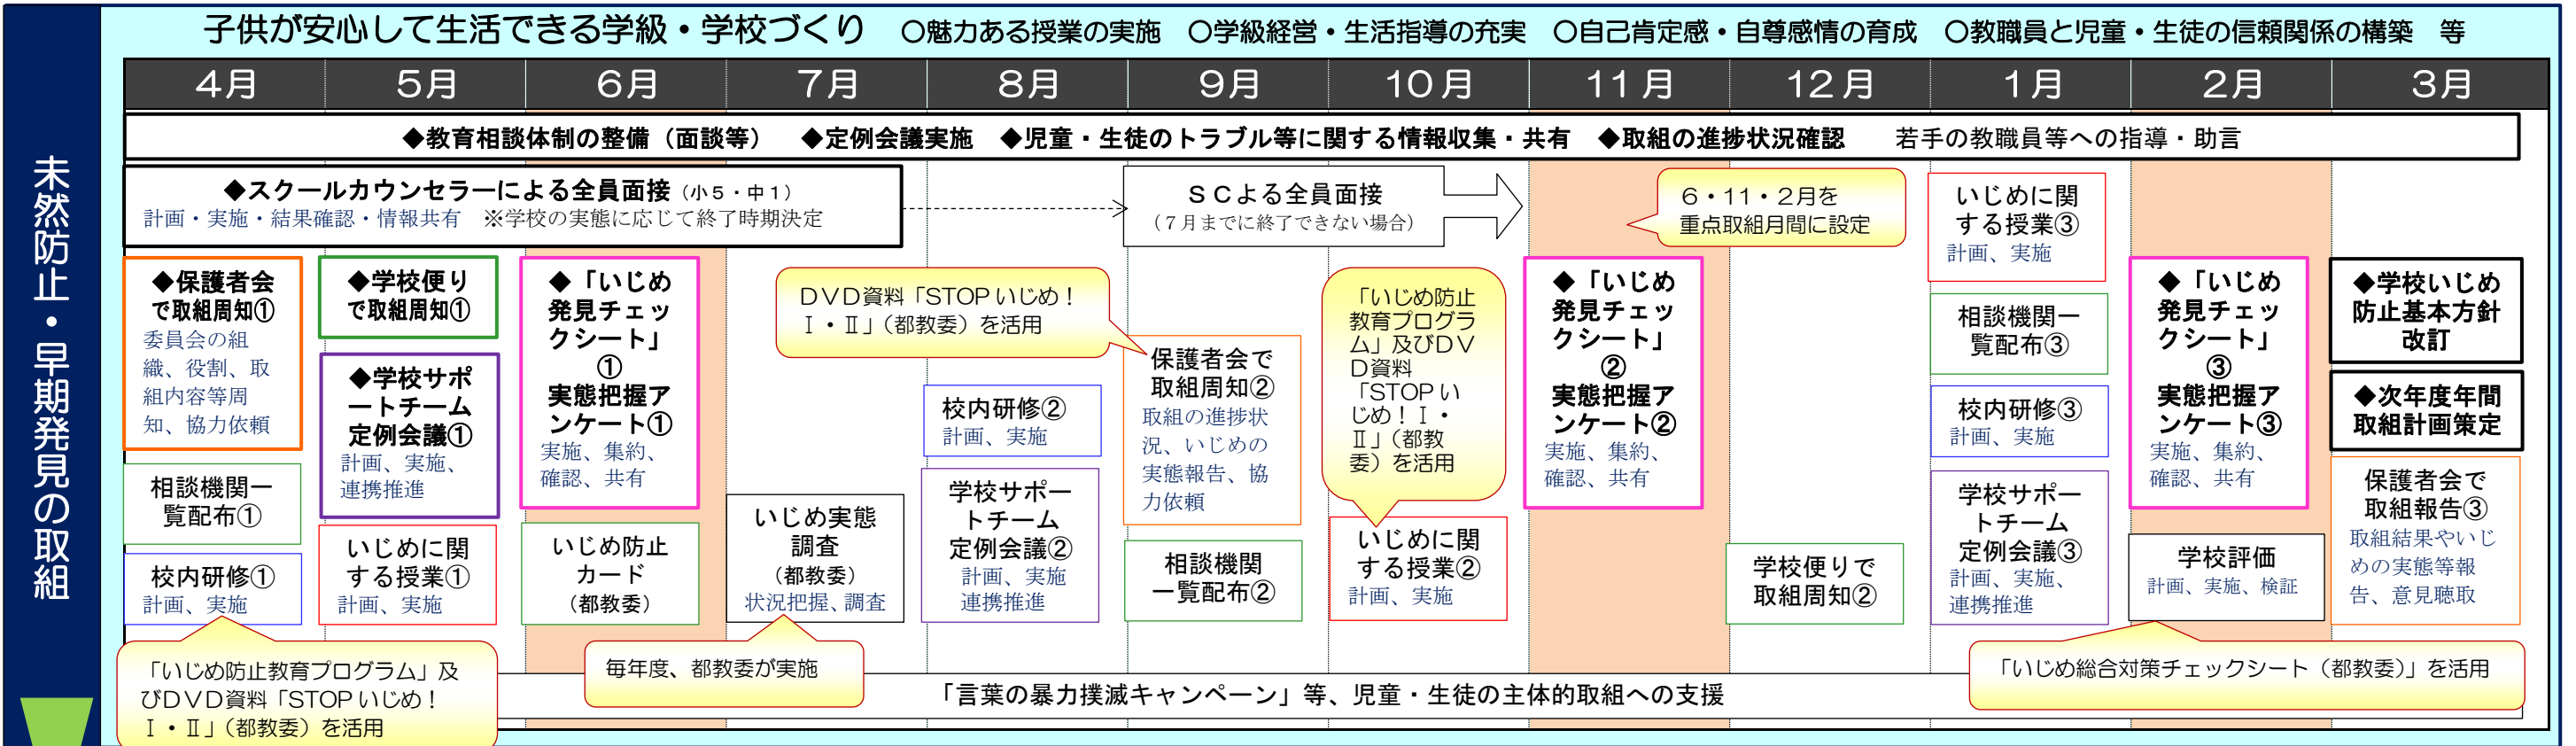 子供が安心して生活できる学級・学校づくり　○魅力ある授業の実施　○学級経営・生活指導の充実　○自己肯定感・自尊感情の育成　○教職員と児童・生徒の信頼関係の構築　等
未然防止・早期発見の取組
4月　5月　6月　7月　8月　9月　10月　11月　12月　1月　2月　3月
◆教育相談体制の整備（面談等）　◆定例会議実施　◆児童・生徒のトラブル等に関する情報収集・共有　◆取組の進捗状況確認　若手の教職員等への指導・助言
◆スクールカウンセラーによる全員面接（小５・中１）
計画・実施・結果確認・情報共有　※学校の実態に応じて終了時期決定
ＳＣよる全員面接
（７月までに終了できない場合）
６・11・２月を
重点取組月間に設定
◆保護者会
で取組周知①
委員会の組
織、役割、取
組内容等周
知、協力依頼
相談機関一
覧配布①
校内研修①
計画、実施
「いじめ防止教育プログラム」及
びＤＶＤ資料「STOPいじめ！
Ⅰ・Ⅱ」（都教委）を活用
◆学校便り
で取組周知①
◆学校サポ
ートチーム
定例会議①
計画、実施、
連携推進
いじめに関
する授業①
計画、実施
◆「いじめ
発見チェッ
クシート」
①
実態把握ア
ンケート①
実施、集約、
確認、共有
いじめ防止
カード
（都教委）
いじめ実態
調査
（都教委）
状況把握、調査
毎年度、都教委が実施
ＤＶＤ資料「STOPいじめ！
Ⅰ・Ⅱ」（都教委）を活用
校内研修②
計画、実施
学校サポー
トチーム
定例会議②
計画、実施
連携推進
保護者会で
取組周知②
取組の進捗状
況、いじめの
実態報告、協
力依頼
相談機関
一覧配布②
「いじめ防止
教育プログラ
ム」及びＤＶ
Ｄ資料
「STOPい
じめ！Ⅰ・
Ⅱ」（都教
委）を活用
いじめに関
する授業②
計画、実施
◆「いじめ
発見チェッ
クシート」
②
実態把握ア
ンケート②
実施、集約、
確認、共有
学校便りで
取組周知②
いじめに関
する授業③
計画、実施
相談機関一
覧配布③
校内研修③
計画、実施
学校サポー
トチーム
定例会議③
計画、実施、
連携推進
◆「いじめ
発見チェッ
クシート」
③
実態把握ア
ンケート③
実施、集約、
確認、共有
学校評価
計画、実施、検証
◆学校いじめ
防止基本方針
改訂
◆次年度年間
取組計画策定
保護者会で
取組報告③
取組結果やいじ
めの実態等報
告、意見聴取
「いじめ総合対策チェックシート（都教委）」を活用
「言葉の暴力撲滅キャンペーン」等、児童・生徒の主体的取組への支援